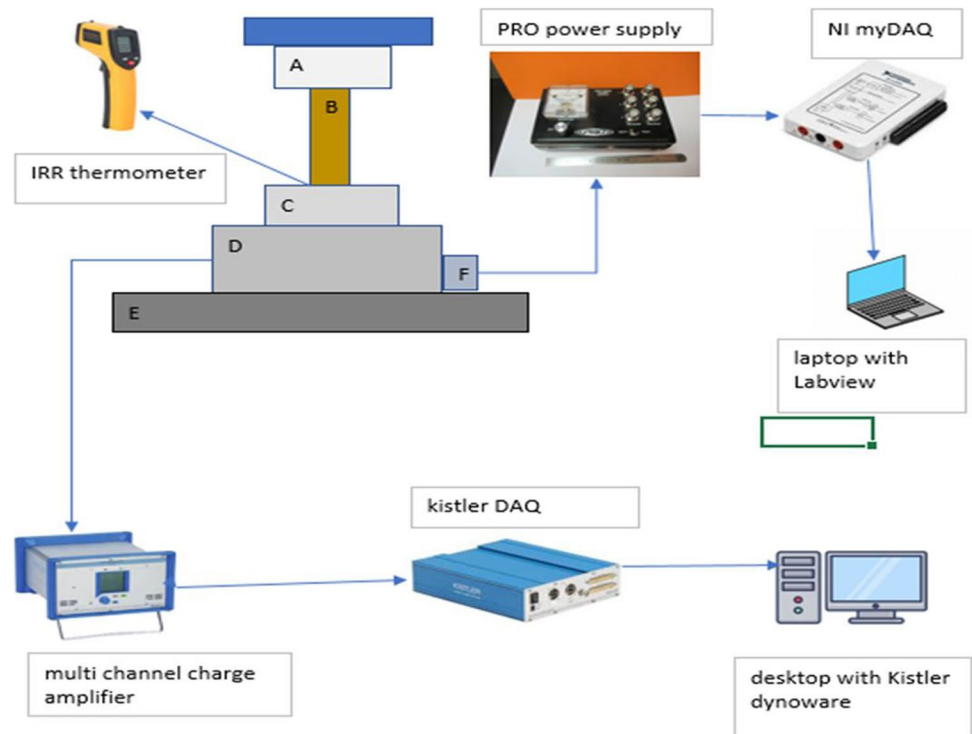 PRO power supply
NI myDAQ
A
B
IRR thermometer
C
D
F
E
laptop with
Labview
kistler DAQ
KISTLER
multi channel charge
amplifier
desktop with Kistler
dynoware